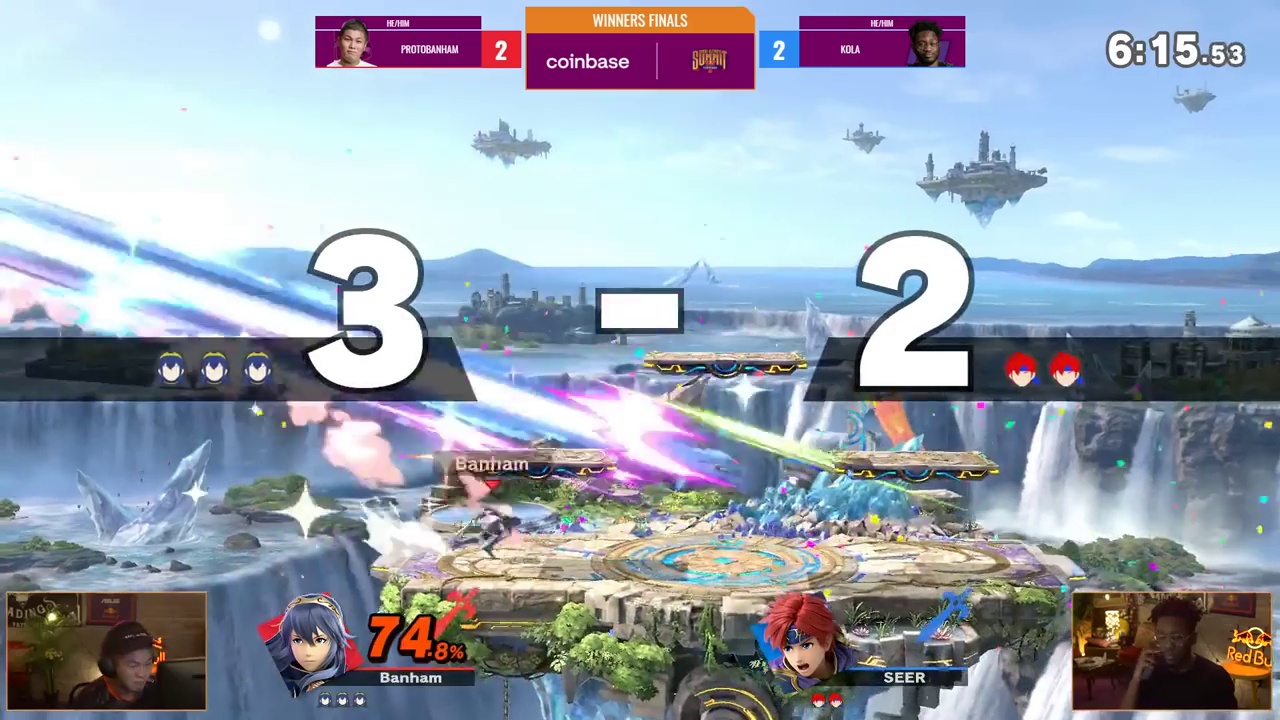 HE/HIM
PROTOBANHAM
2
WINNERS FINALS
coinbase
SUMMIT
2
HE/HIM
KOLA
6:15.53
3 - 2
Banham
74.8%
Banham
SEER
Red Bu